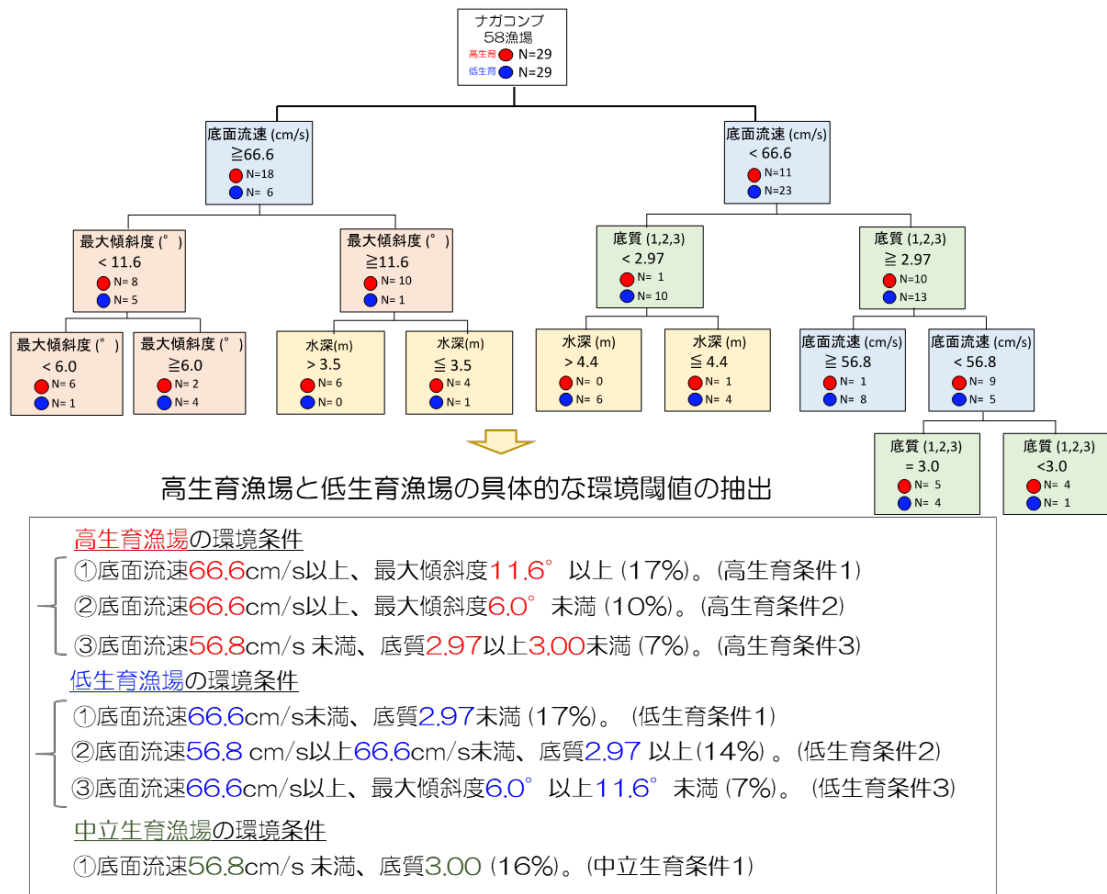 ナガコンブ
58漁場
高生育 N=29
低生育 N=29
底面流速 (cm/s)
≧66.6
N=18
N= 6
底面流速 (cm/s)
< 66.6
N=11
N=23
最大傾斜度 (°)
< 11.6
N= 8
N= 5
最大傾斜度 (°)
≧11.6
N= 10
N= 1
底質 (1,2,3)
< 2.97
N= 1
N= 10
底質 (1,2,3)
≧ 2.97
N=10
N=13
最大傾斜度 (°)
< 6.0
N= 6
N= 1
最大傾斜度 (°)
≧6.0
N= 2
N= 4
水深(m)
> 3.5
N= 6
N= 0
水深(m)
≦ 3.5
N= 4
N= 1
水深 (m)
> 4.4
N= 0
N= 6
水深 (m)
≦ 4.4
N= 1
N= 4
底面流速 (cm/s)
≧ 56.8
N= 1
N= 8
底面流速 (cm/s)
< 56.8
N= 9
N= 5
底質 (1,2,3)
= 3.0
N= 5
N= 4
底質 (1,2,3)
<3.0
N= 4
N= 1
高生育漁場と低生育漁場の具体的な環境閾値の抽出
高生育漁場の環境条件
①底面流速66.6cm/s以上、最大傾斜度11.6°以上 (17%)。(高生育条件1)
②底面流速66.6cm/s以上、最大傾斜度6.0°未満 (10%)。(高生育条件2)
③底面流速56.8cm/s 未満、底質2.97以上3.00未満 (7%)。(高生育条件3)
低生育漁場の環境条件
①底面流速66.6cm/s未満、底質2.97未満 (17%)。 (低生育条件1)
②底面流速56.8 cm/s以上66.6cm/s未満、底質2.97 以上 (14%) 。 (低生育条件2)
③底面流速66.6cm/s以上、最大傾斜度6.0°以上11.6°未満 (7%)。 (低生育条件3)
中立生育漁場の環境条件
①底面流速56.8cm/s 未満、底質3.00 (16%)。(中立生育条件1)